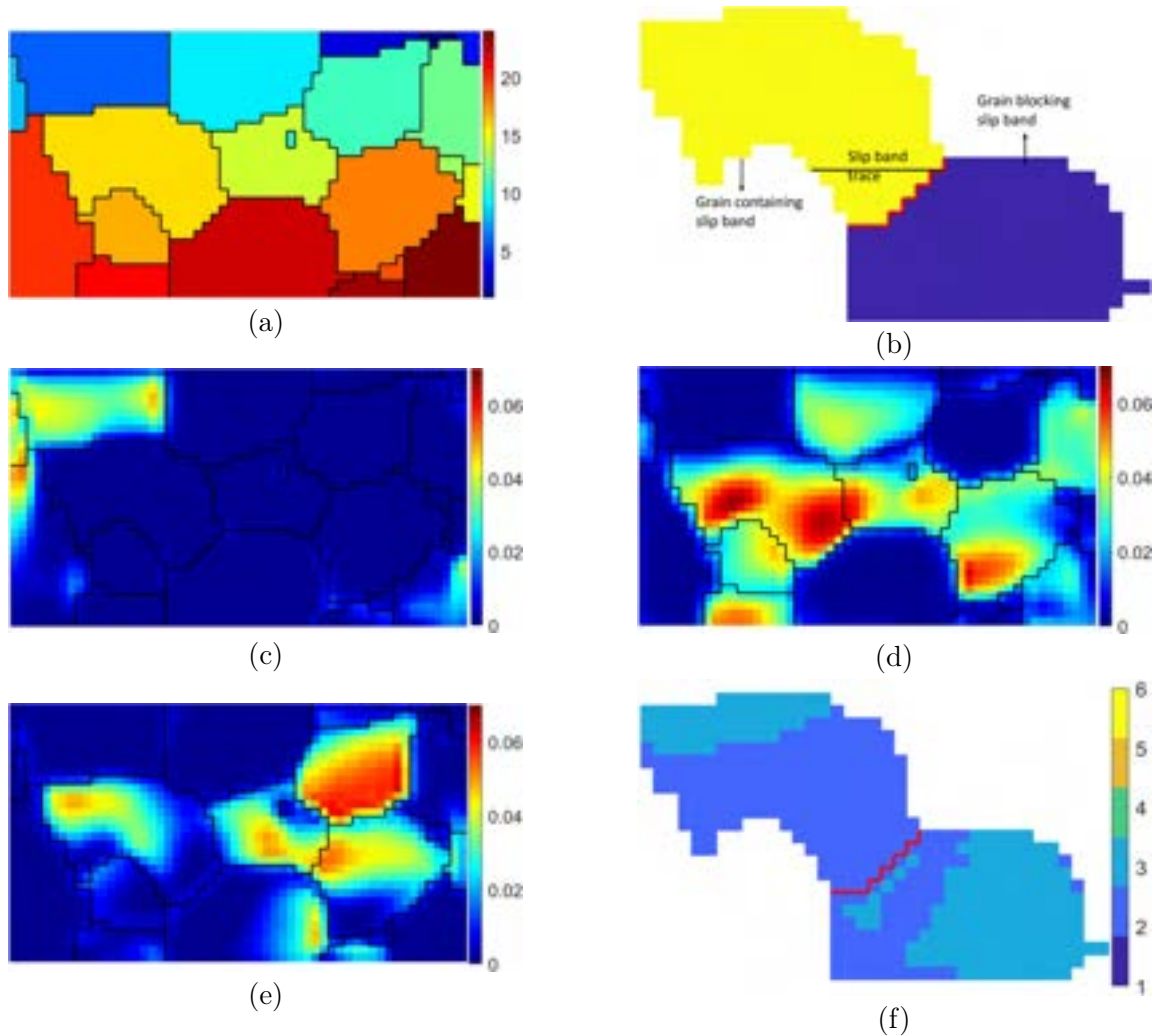 20
15
10
5
(a)
Grain blocking
slip band
Slip band
trace
Grain containing
slip band
(b)
0.06
0.04
0.02
0
(c)
0.06
0.04
0.02
0
(d)
0.06
0.04
0.02
0
(e)
6
5
4
3
2
1
(f)